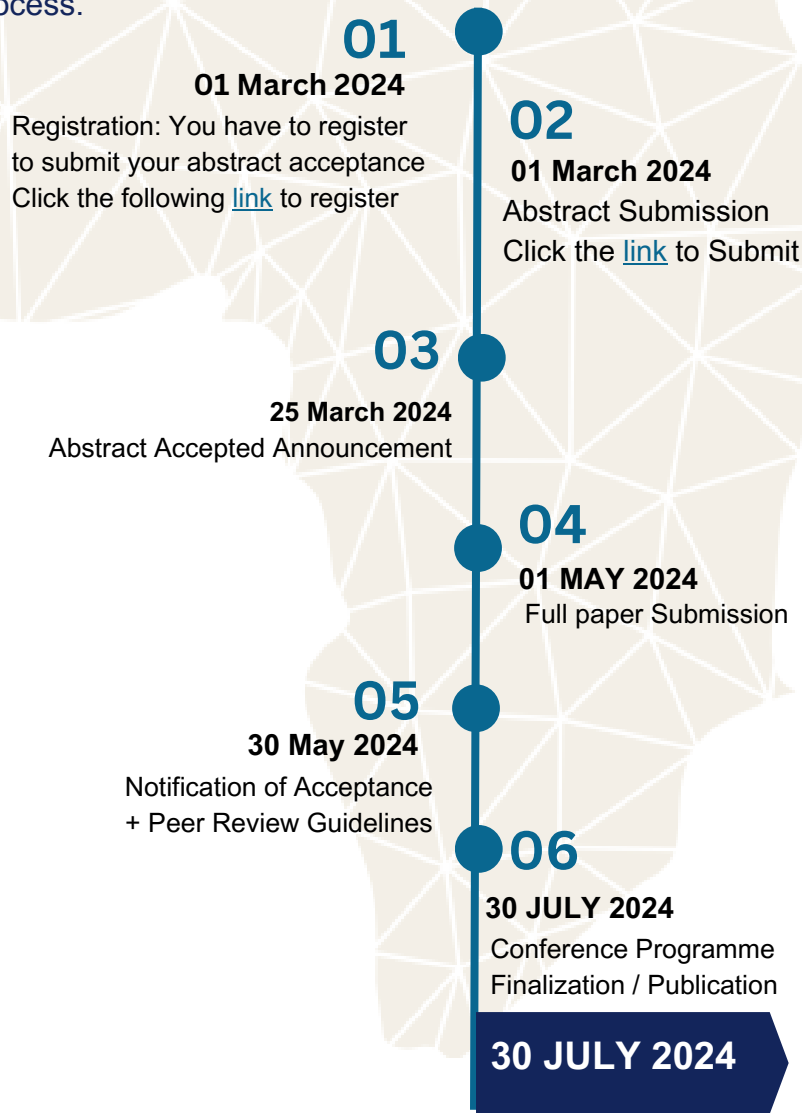 01
01 March 2024
Registration: You have to register
to submit your abstract acceptance
Click the following link to register
02
01 March 2024
Abstract Submission
Click the link to Submit
03
25 March 2024
Abstract Accepted Announcement
04
01 MAY 2024
Full paper Submission
05
30 May 2024
Notification of Acceptance
+ Peer Review Guidelines
06
30 JULY 2024
Conference Programme
Finalization / Publication
30 JULY 2024